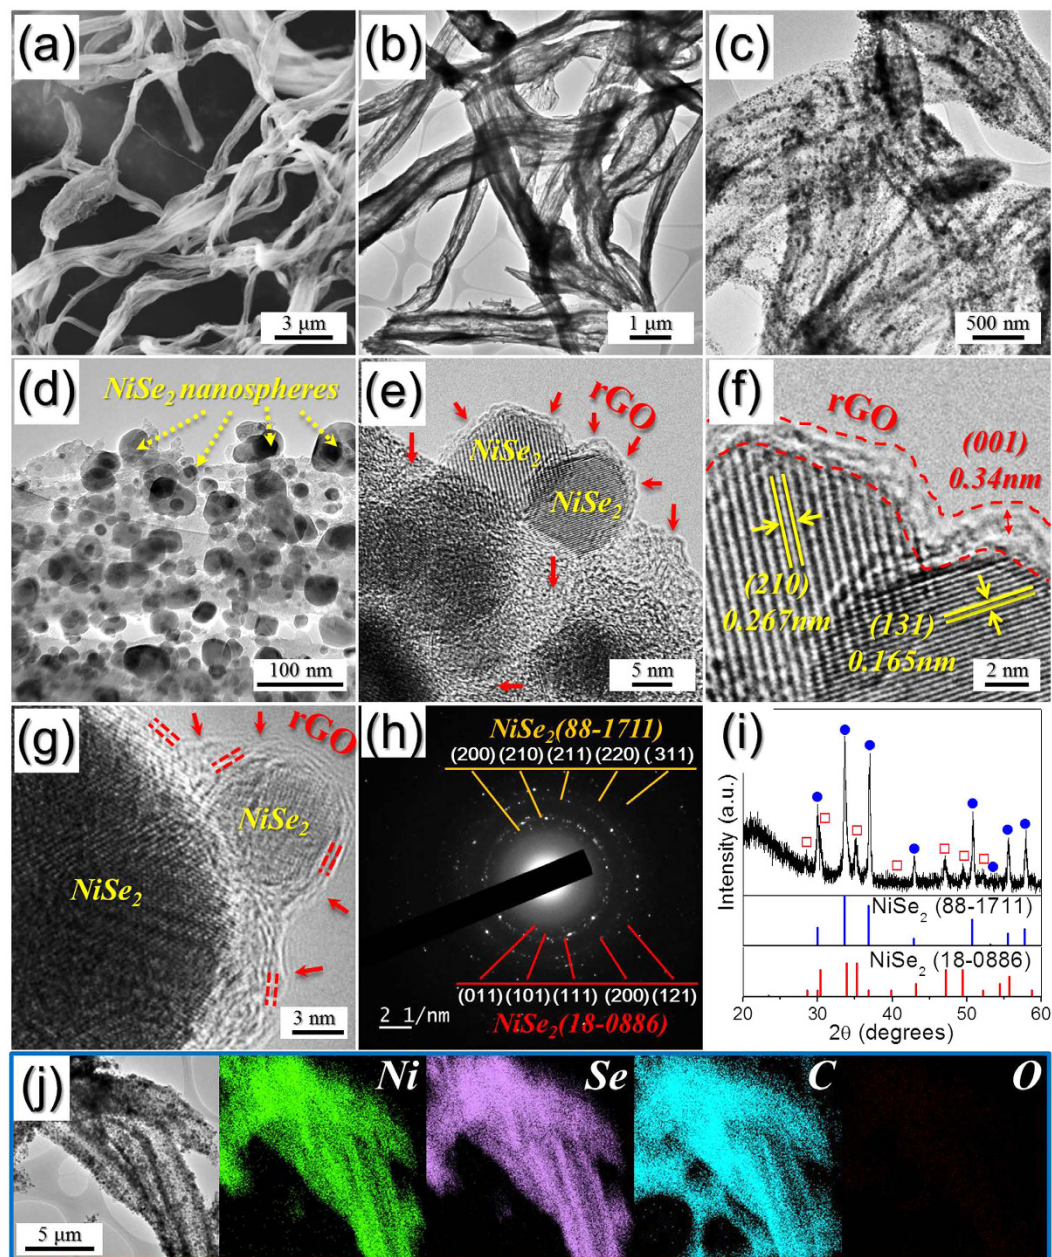 (a)
3 μm
(b)
1 μm
(c)
500 nm
(d)
NiSe2 nanospheres
100 nm
(e)
rGO
NiSe2
NiSe2
5 nm
(f)
rGO
(001)
0.34nm
(210)
0.267nm
(131)
0.165nm
2 nm
(g)
rGO
NiSe2
NiSe2
3 nm
(h)
NiSe2(88-1711)
(200) (210) (211) (220) (311)
(011) (101) (111) (200) (121)
NiSe2(18-0886)
2 1/nm
(i)
Intensity (a.u.)
NiSe2 (88-1711)
NiSe2 (18-0886)
20 30 40 50 60
2θ (degrees)
(j)
5 μm
Ni
Se
C
O